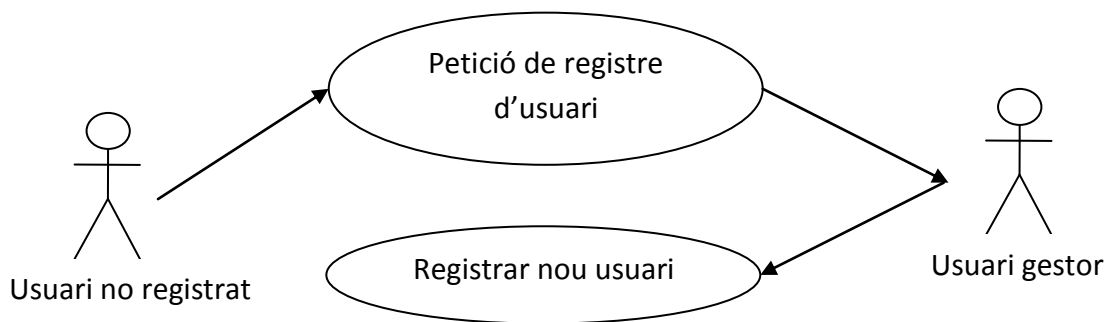 Petició de registre
d’usuari
Usuari no registrat
Registrar nou usuari
Usuari gestor